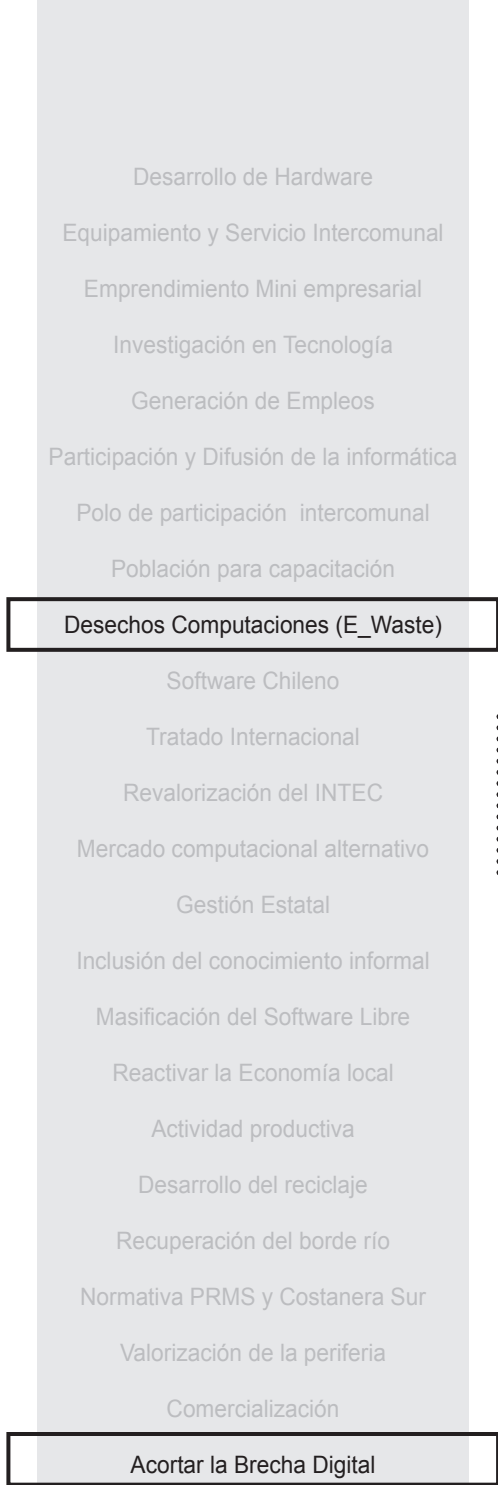 Desarrollo de Hardware
Equipamiento y Servicio Intercomunal
Emprendimiento Mini empresarial
Investigación en Tecnología
Generación de Empleos
Participación y Difusión de la informática
Polo de participación intercomunal
Población para capacitación
Desechos Computaciones (E_Waste)
Software Chileno
Tratado Internacional
Revalorización del INTEC
Mercado computacional alternativo
Gestión Estatal
Inclusión del conocimiento informal
Masificación del Software Libre
Reactivar la Economía local
Actividad productiva
Desarrollo del reciclaje
Recuperación del borde río
Normativa PRMS y Costanera Sur
Valorización de la periferia
Comercialización
Acortar la Brecha Digital